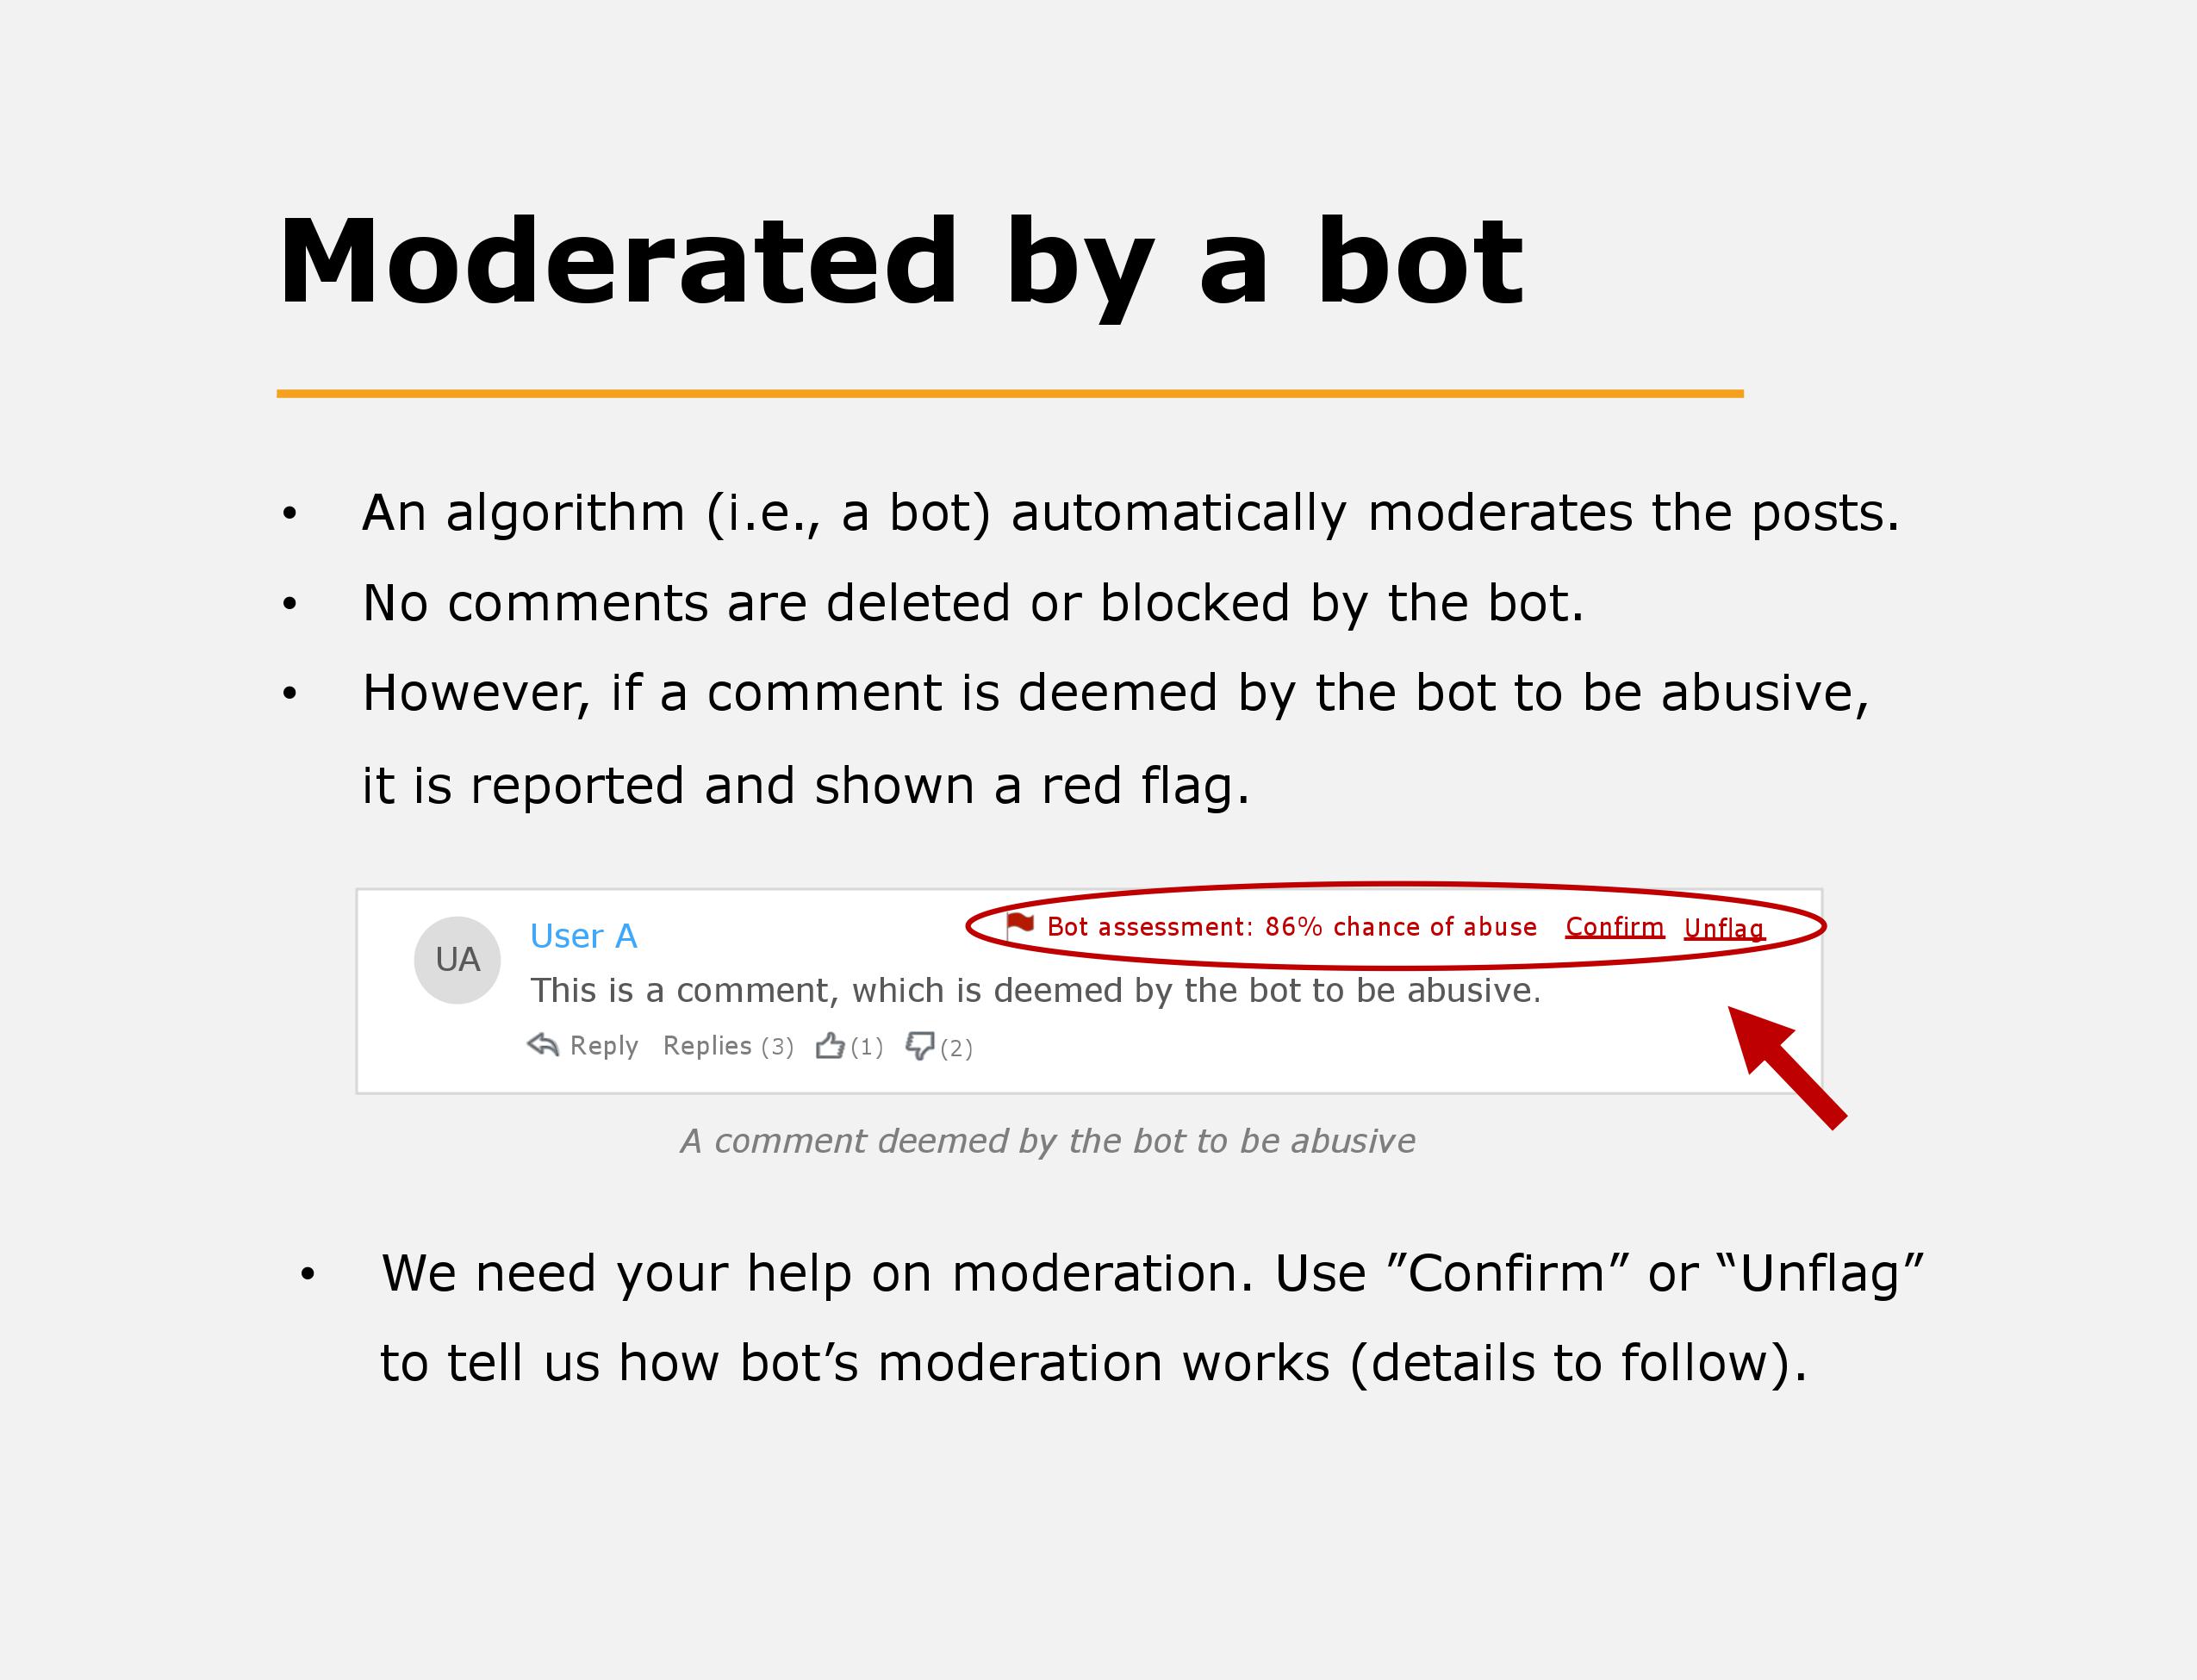 Moderated by a bot
• An algorithm (i.e., a bot) automatically moderates the posts.
• No comments are deleted or blocked by the bot.
• However, if a comment is deemed by the bot to be abusive,
it is reported and shown a red flag.
Bot assessment: 86% chance of abuse Confirm Unflag
UA User A
This is a comment, which is deemed by the bot to be abusive.
Reply Replies (3) (1) (2)
A comment deemed by the bot to be abusive
• We need your help on moderation. Use ”Confirm” or “Unflag”
to tell us how bot’s moderation works (details to follow).